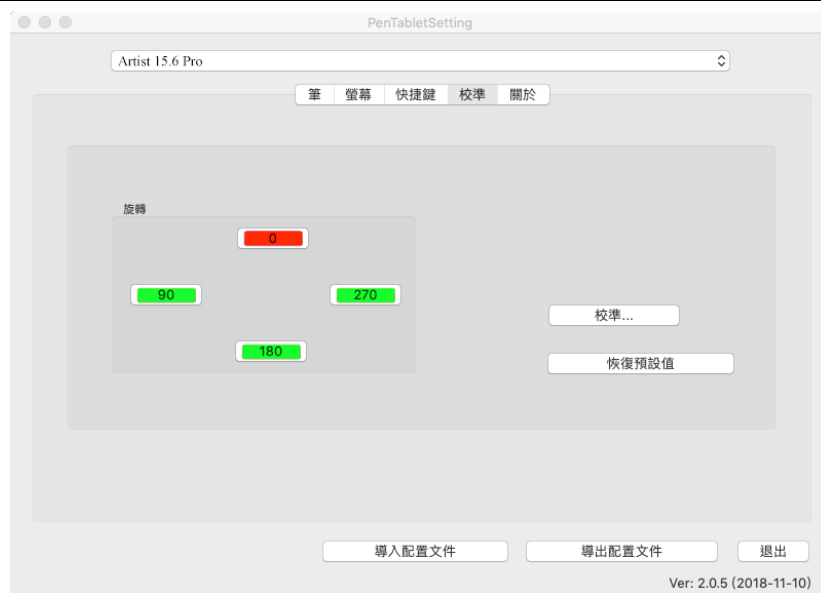 PenTabletSetting
Artist 15.6 Pro
筆 螢幕 快捷鍵 校準 關於
旋轉
0
90 270
180
校準...
恢復預設值
導入配置文件 導出配置文件 退出
Ver: 2.0.5 (2018-11-10)